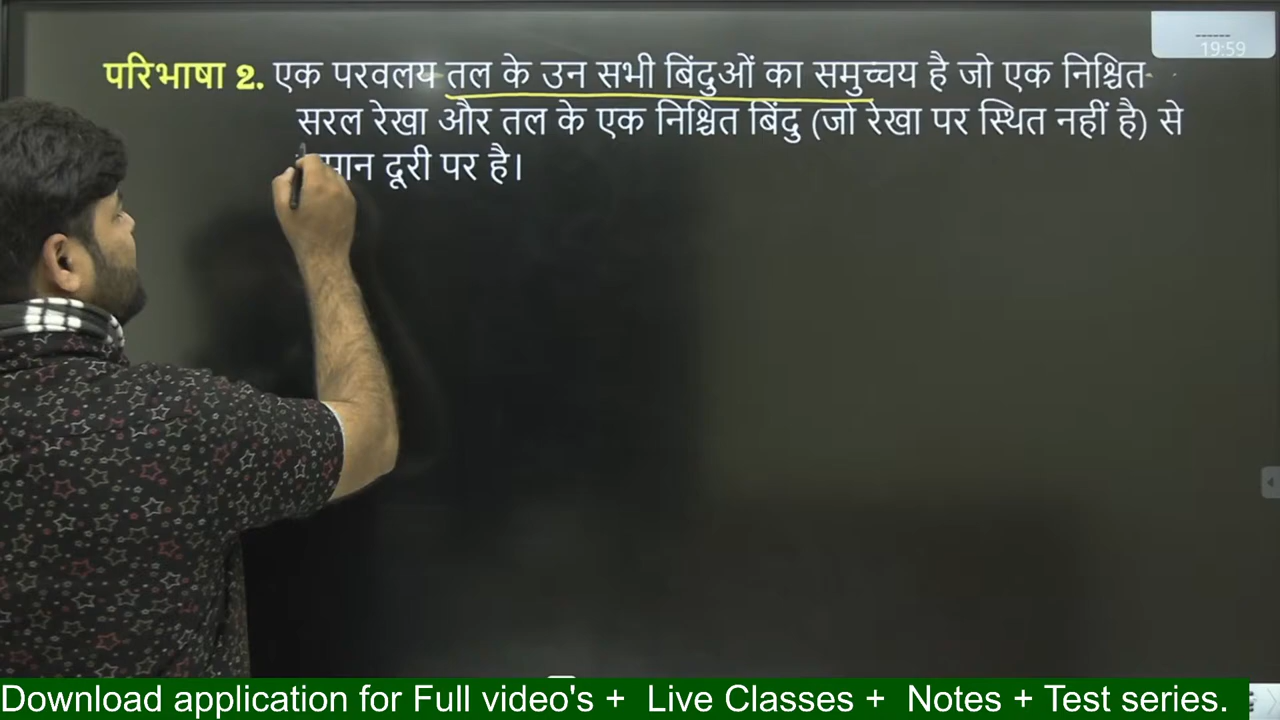 ------
19:59
परिभाषा 2. एक परवलय तल के उन सभी बिंदुओं का समुच्चय है जो एक निश्चित
सरल रेखा और तल के एक निश्चित बिंदु (जो रेखा पर स्थित नहीं है) से
दूरी पर है।
Download application for Full video's + Live Classes + Notes + Test series.